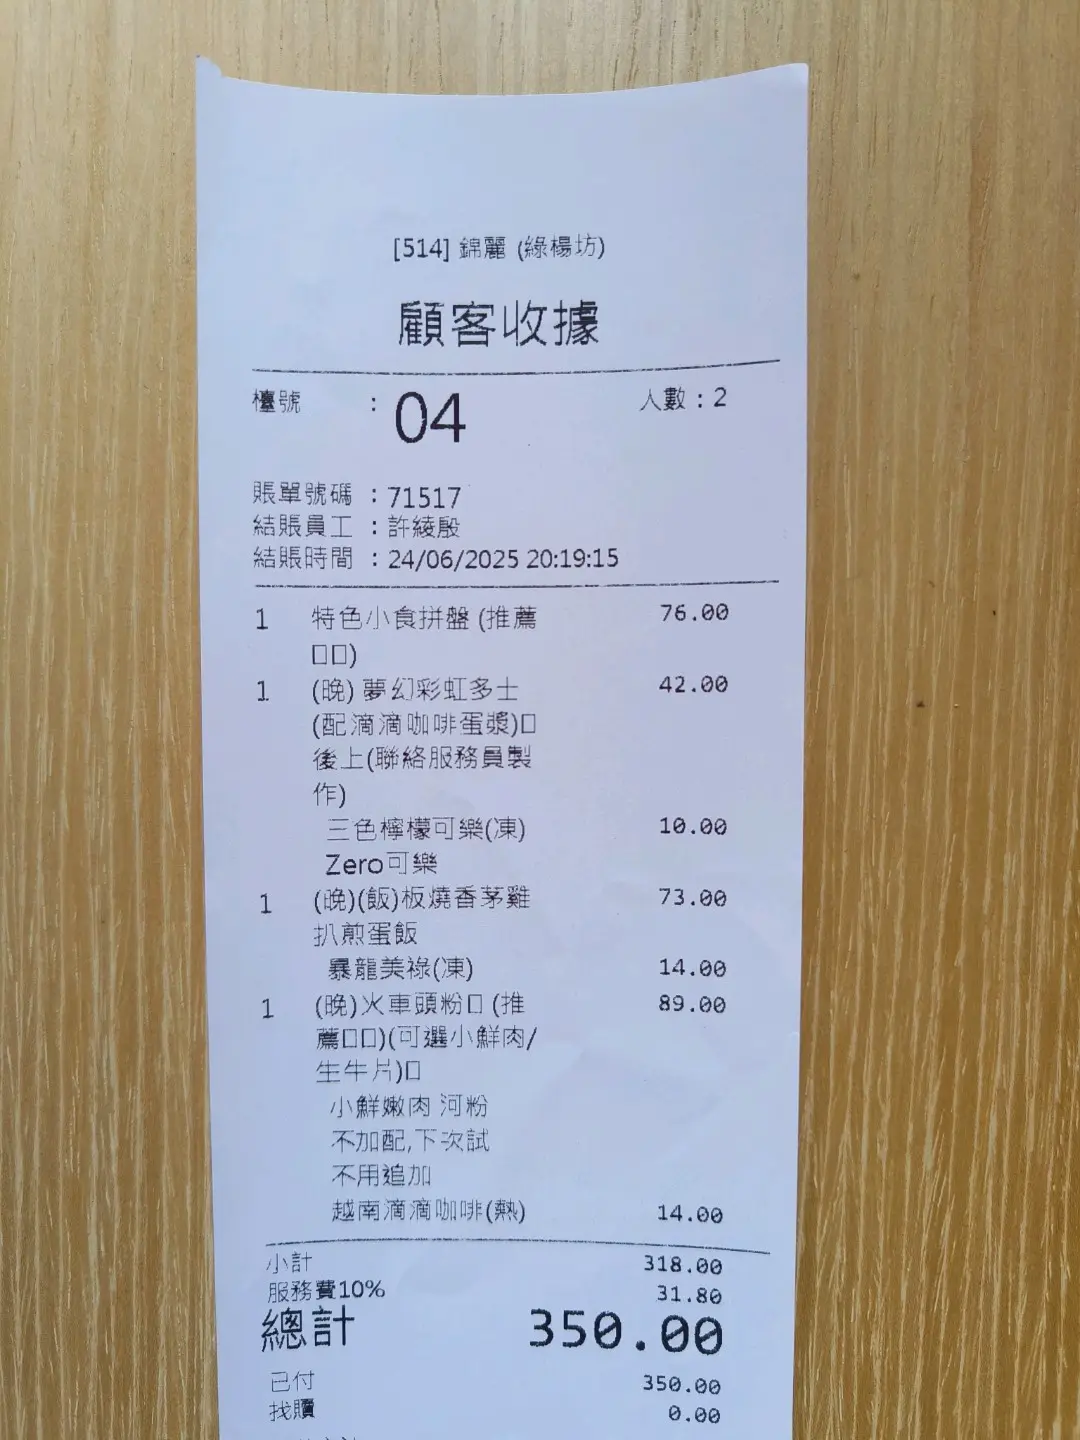 [514] 錦麗 (綠楊坊)
顧客收據
檯號 : 04 人數 : 2
賬單號碼 : 71517
結賬員工 : 許綾殷
結賬時間 : 24/06/2025 20:19:15
1 特色小食拼盤 (推薦 76.00
□□)
1 (晚) 夢幻彩虹多士 42.00
(配滴滴咖啡蛋漿)□
後上(聯絡服務員製
作)
三色檸檬可樂(凍) 10.00
Zero可樂
1 (晚)(飯)板燒香茅雞 73.00
扒煎蛋飯
暴龍美祿(凍) 14.00
1 (晚)火車頭粉□ (推 89.00
薦□□)(可選小鮮肉/
生牛片)□
小鮮嫩肉 河粉
不加配,下次試
不用追加
越南滴滴咖啡(熱) 14.00
小計 318.00
服務費10% 31.80
總計 350.00
已付 350.00
找贖 0.00